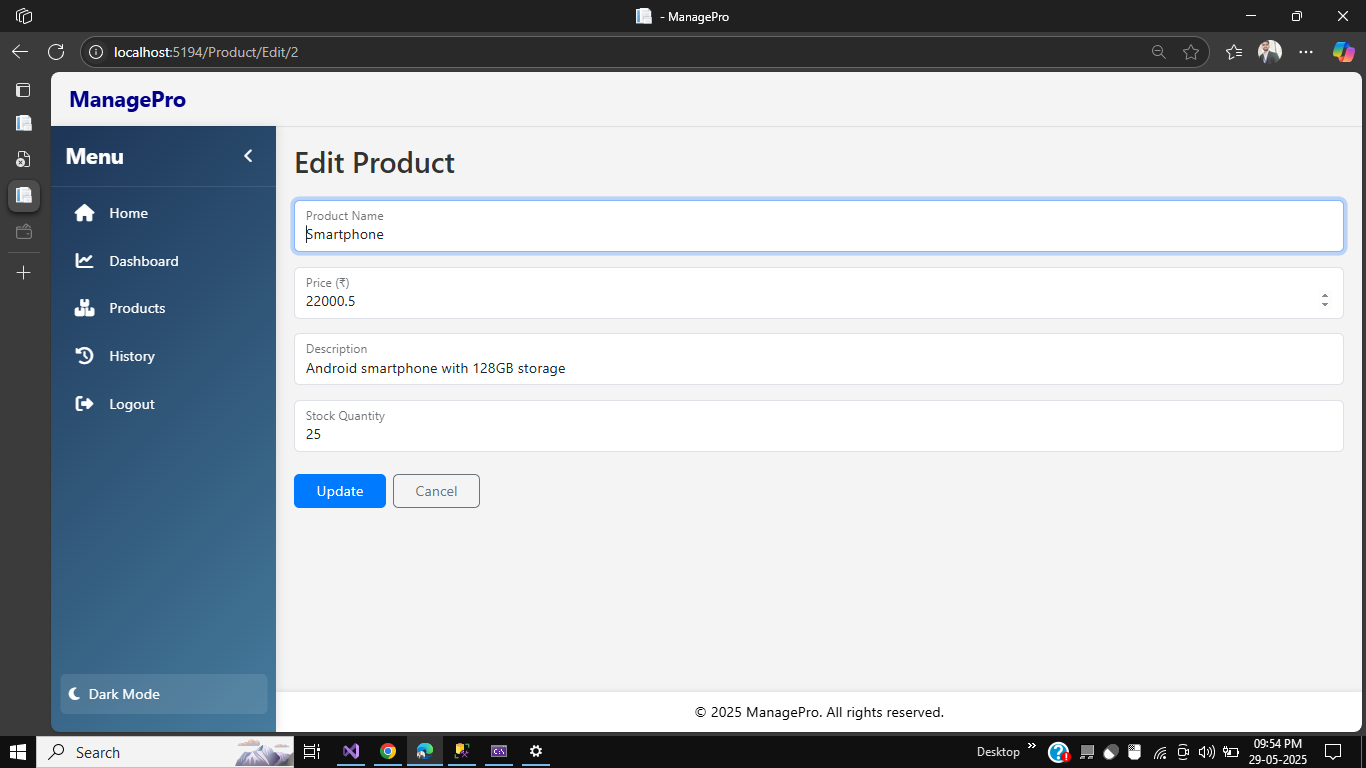 - ManagePro
localhost:5194/Product/Edit/2
ManagePro
Menu
Home
Dashboard
Products
History
Logout
Dark Mode
Edit Product
Product Name
Smartphone
Price (₹)
22000.5
Description
Android smartphone with 128GB storage
Stock Quantity
25
Update Cancel
© 2025 ManagePro. All rights reserved.
Search
Desktop
09:54 PM
29-05-2025